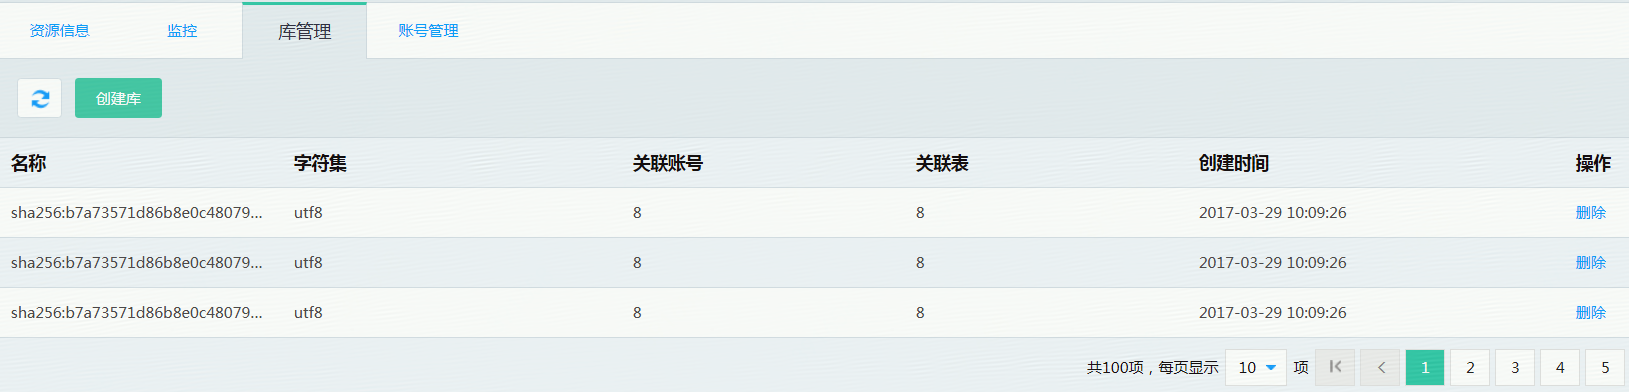 资源信息 监控 库管理 账号管理
创建库
名称 字符集 关联账号 关联表 创建时间 操作
sha256:b7a73571d86b8e0c48079... utf8 8 8 2017-03-29 10:09:26 删除
sha256:b7a73571d86b8e0c48079... utf8 8 8 2017-03-29 10:09:26 删除
sha256:b7a73571d86b8e0c48079... utf8 8 8 2017-03-29 10:09:26 删除
共100项，每页显示 10 项 1 2 3 4 5